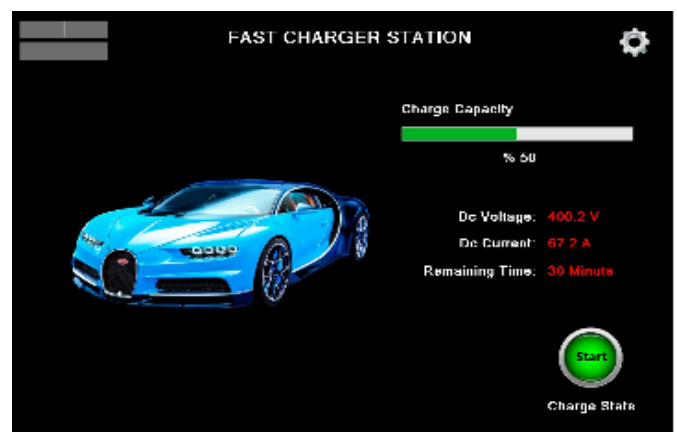 FAST CHARGER STATION
Charge Capacity
% 50
Dc Voltage: 400.2 V
Dc Current: 67.2 A
Remaining Time: 30 Minute
Start
Charge State